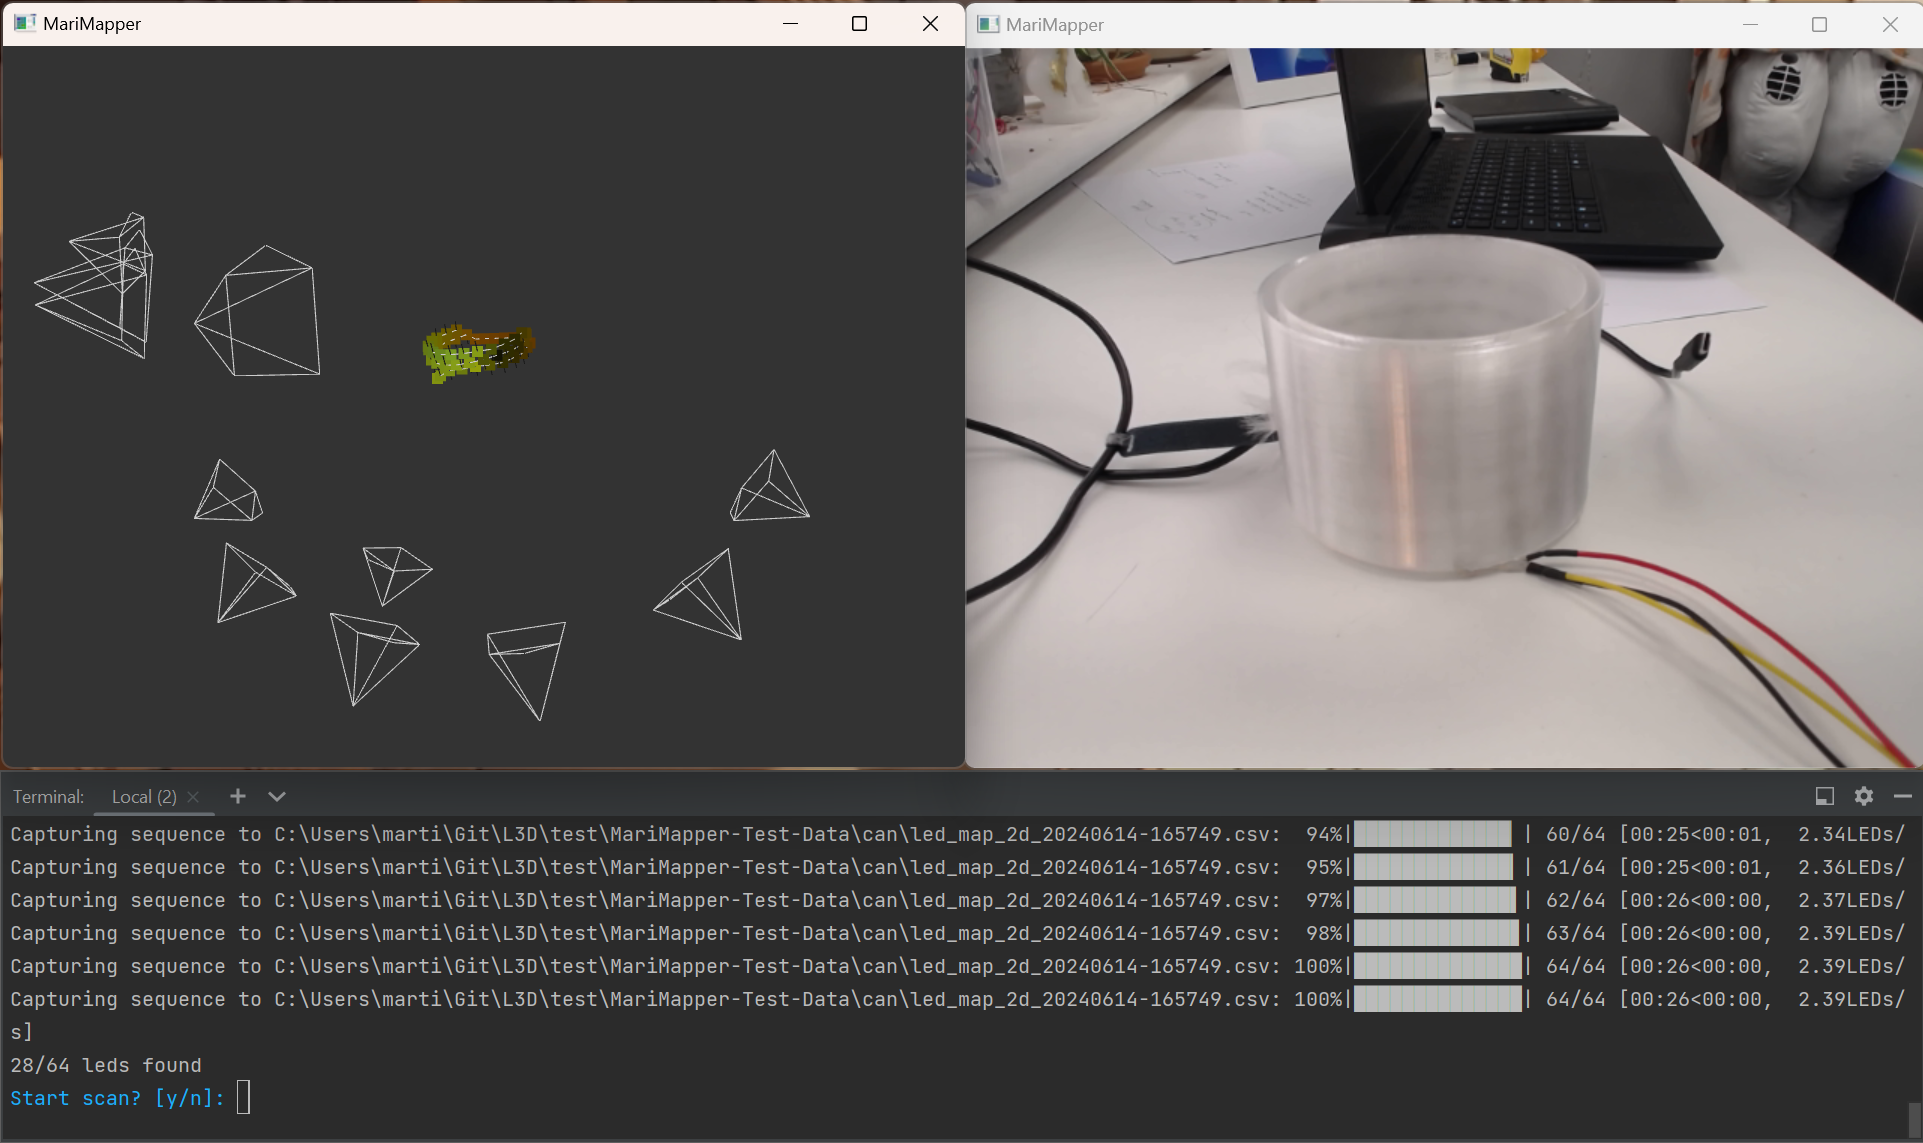 MariMapper
MariMapper
Terminal: Local (2)
Capturing sequence to C:\Users\marti\Git\L3D\test\MariMapper-Test-Data\can\led_map_2d_20240614-165749.csv:  94%| | 60/64 [00:25<00:01,  2.34LEDs/
Capturing sequence to C:\Users\marti\Git\L3D\test\MariMapper-Test-Data\can\led_map_2d_20240614-165749.csv:  95%| | 61/64 [00:25<00:01,  2.36LEDs/
Capturing sequence to C:\Users\marti\Git\L3D\test\MariMapper-Test-Data\can\led_map_2d_20240614-165749.csv:  97%| | 62/64 [00:26<00:00,  2.37LEDs/
Capturing sequence to C:\Users\marti\Git\L3D\test\MariMapper-Test-Data\can\led_map_2d_20240614-165749.csv:  98%| | 63/64 [00:26<00:00,  2.39LEDs/
Capturing sequence to C:\Users\marti\Git\L3D\test\MariMapper-Test-Data\can\led_map_2d_20240614-165749.csv: 100%| | 64/64 [00:26<00:00,  2.39LEDs/
Capturing sequence to C:\Users\marti\Git\L3D\test\MariMapper-Test-Data\can\led_map_2d_20240614-165749.csv: 100%| | 64/64 [00:26<00:00,  2.39LEDs/
s]
28/64 leds found
Start scan? [y/n]: